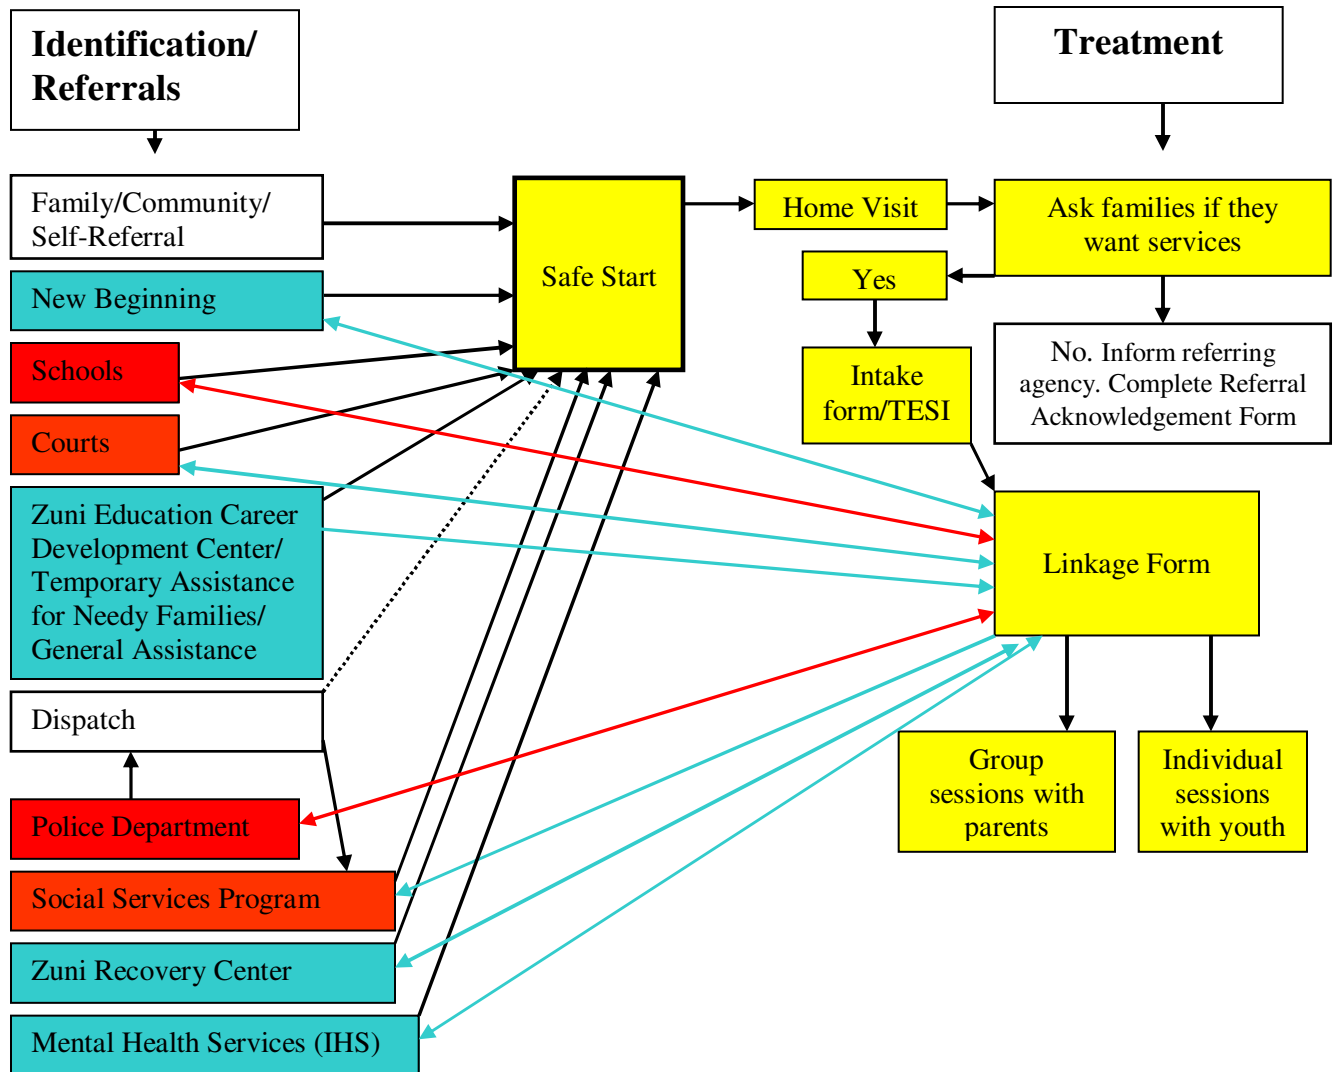 Identification/
Referrals
Treatment
Family/Community/
Self-Referral
New Beginning
Schools
Courts
Zuni Education Career
Development Center/
Temporary Assistance
for Needy Families/
General Assistance
Dispatch
Police Department
Social Services Program
Zuni Recovery Center
Mental Health Services (IHS)
Safe Start
Home Visit
Ask families if they
want services
Yes
No. Inform referring
agency. Complete Referral
Acknowledgement Form
Intake
form/TESI
Linkage Form
Group
sessions with
parents
Individual
sessions
with youth